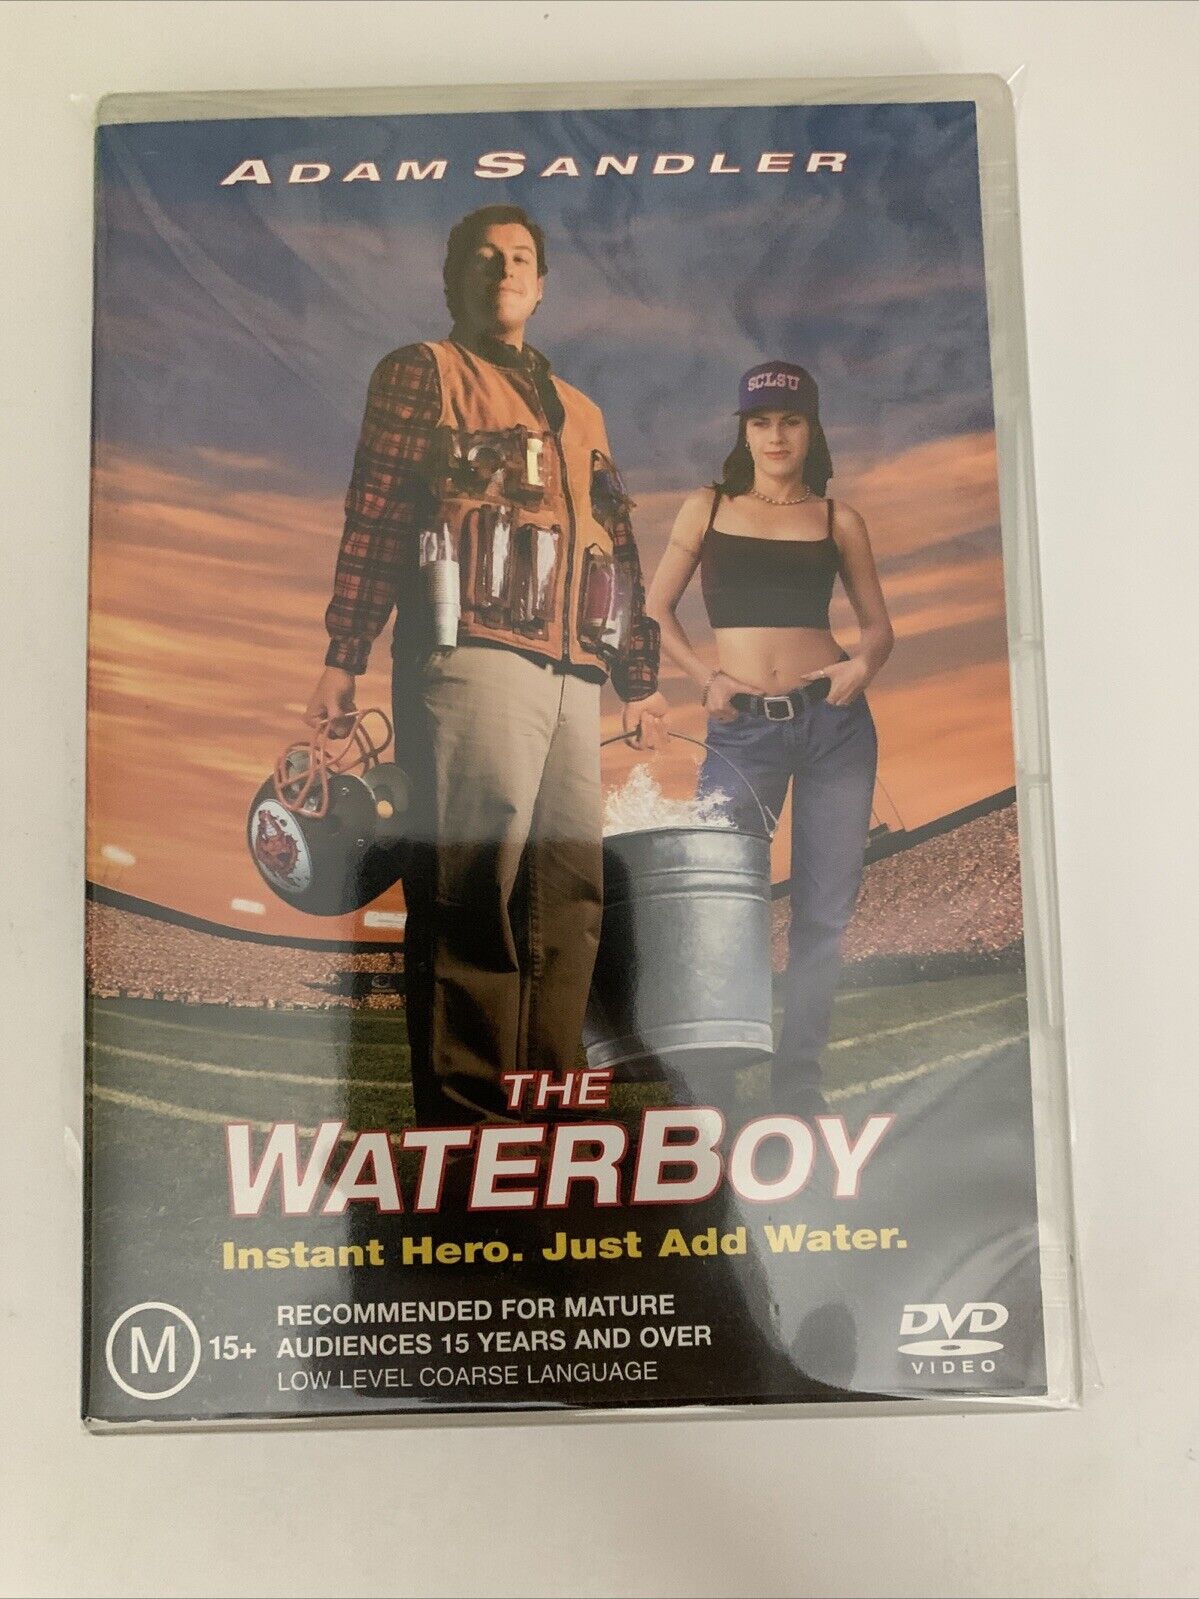 ADAM SANDLER
SCLSU
THE
WATERBOY
Instant Hero. Just Add Water.
M 15+
RECOMMENDED FOR MATURE
AUDIENCES 15 YEARS AND OVER
LOW LEVEL COARSE LANGUAGE
DVD
VIDEO